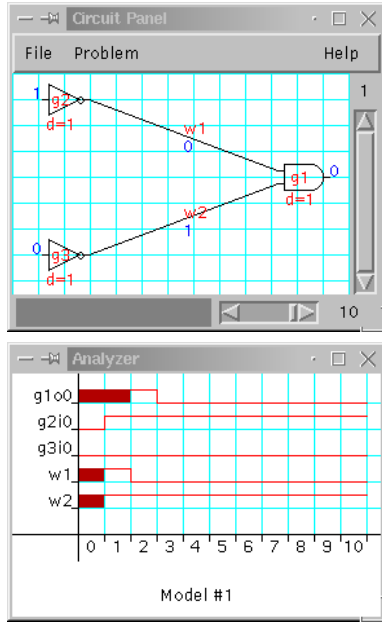 Circuit Panel
File Problem Help
1
1 g2
d=1
w1
0
g1 0
d=1
w2
1
0 g3
d=1
10
Analyzer
g1o0
g2i0
g3i0
w1
w2
0 1 2 3 4 5 6 7 8 9 10
Model #1